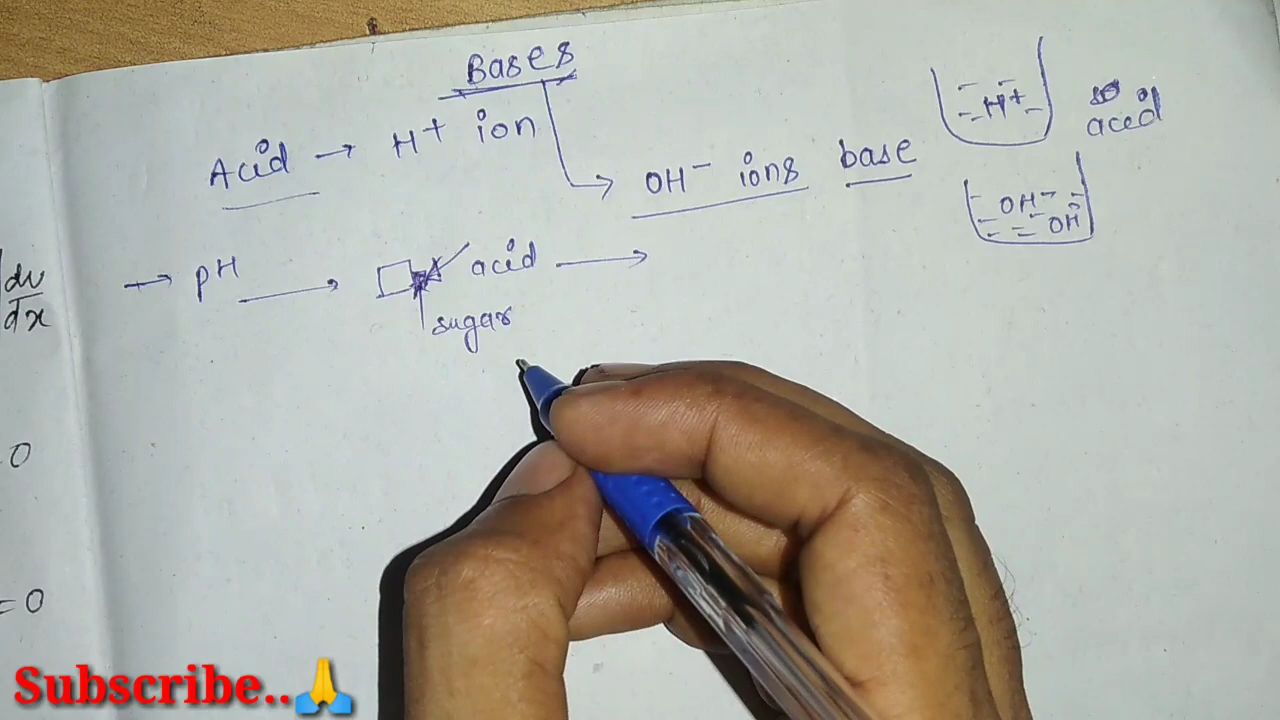 Bases
Acid → H+ ion
OH- ions base
H+
acid
OH-
OH
→ pH → acid →
sugar
dv
dx
0
= 0
Subscribe..🙏